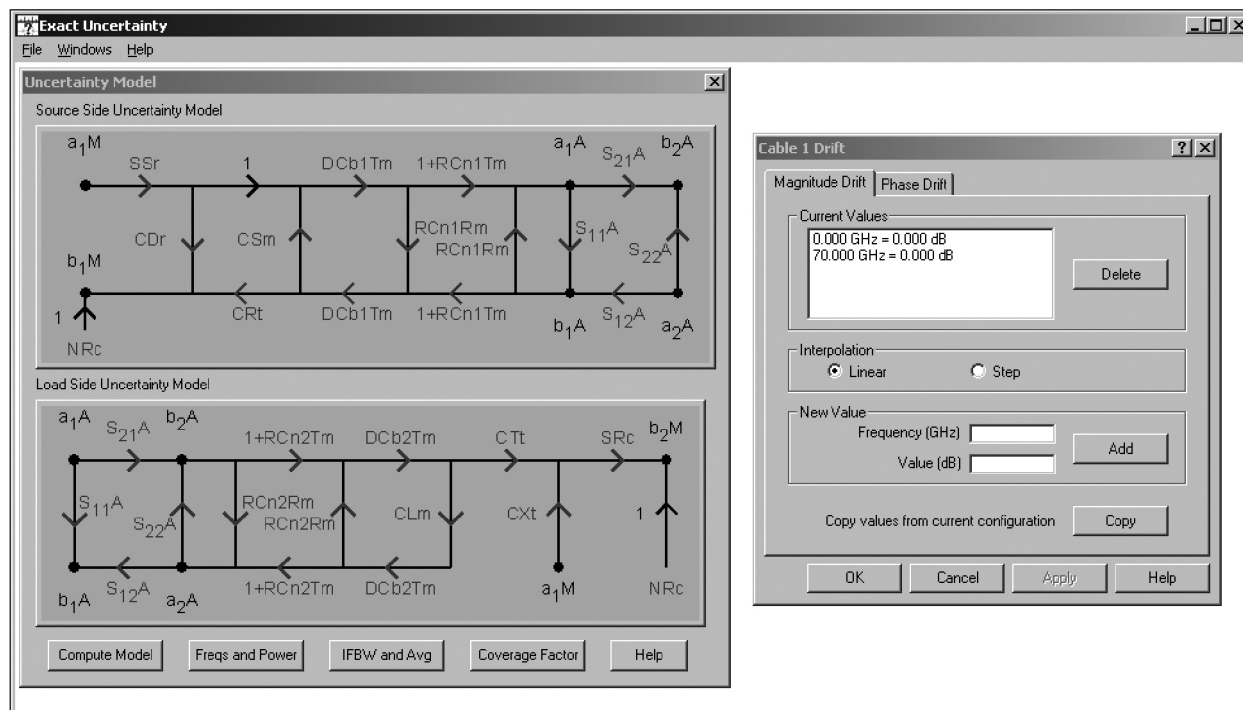 Exact Uncertainty
File Windows Help
Uncertainty Model
Source Side Uncertainty Model
a1M SSr 1 DCb1Tm 1+RCn1Tm a1A S21A b2A
CDr CSm RCn1Rm RCn1Rm S11A S22A
b1M
1 CRt DCb1Tm 1+RCn1Tm b1A S12A a2A
NRc
Load Side Uncertainty Model
a1A S21A b2A 1+RCn2Tm DCb2Tm CTt SRc b2M
S11A S22A RCn2Rm RCn2Rm CLm CXt 1
b1A S12A a2A 1+RCn2Tm DCb2Tm a1M NRc
Compute Model Freqs and Power IFBW and Avg Coverage Factor Help
Cable 1 Drift
Magnitude Drift Phase Drift
Current Values
0.000 GHz = 0.000 dB
70.000 GHz = 0.000 dB
Delete
Interpolation
Linear Step
New Value
Frequency (GHz)
Value (dB)
Add
Copy values from current configuration Copy
OK Cancel Apply Help